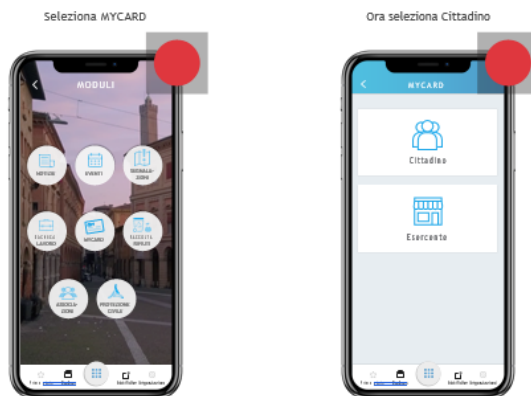 Seleziona MYCARD
Ora seleziona Cittadino
MODULI
NOTIZIE
EVENTI
SEGNALA-
ZIONI
LAVORO
MYCARD
RACCOLTA
RIFIUTI
ASSOCIA-
ZIONI
PROTEZIONE
CIVILE
MYCARD
Cittadino
Esercente